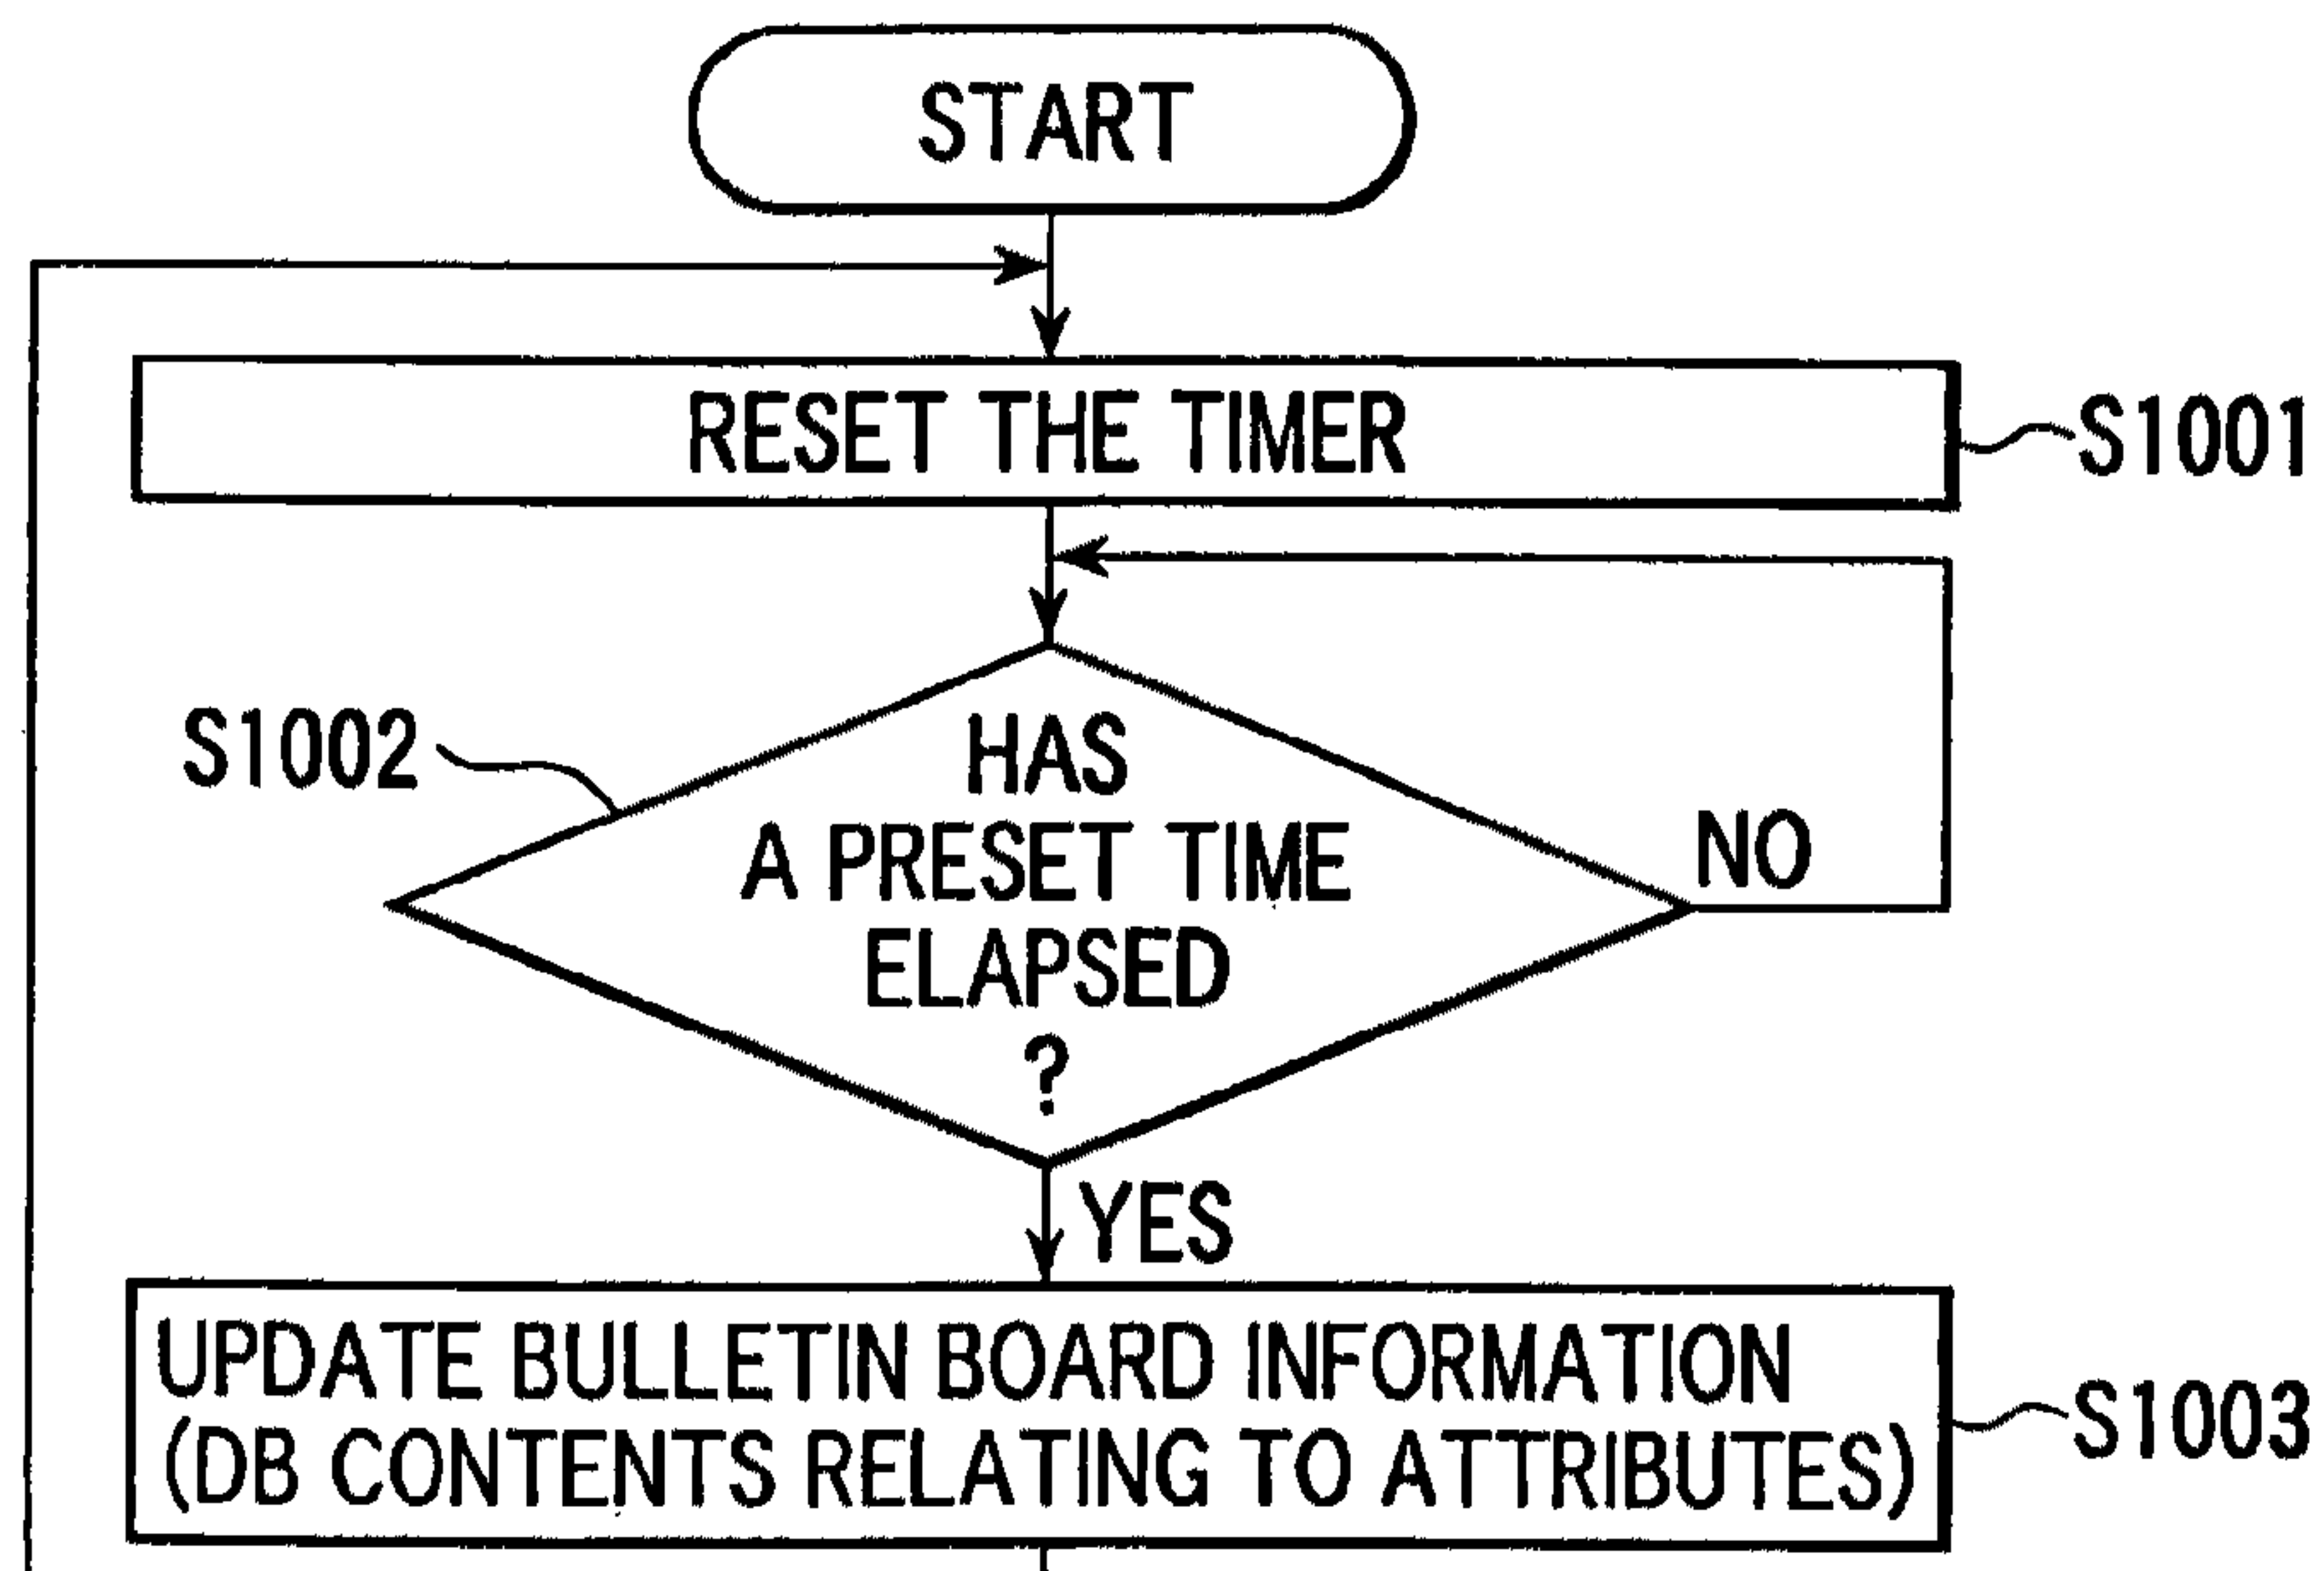 START
RESET THE TIMER
S1001
S1002
HAS
A PRESET TIME
ELAPSED
?
NO
YES
UPDATE BULLETIN BOARD INFORMATION
(DB CONTENTS RELATING TO ATTRIBUTES)
S1003